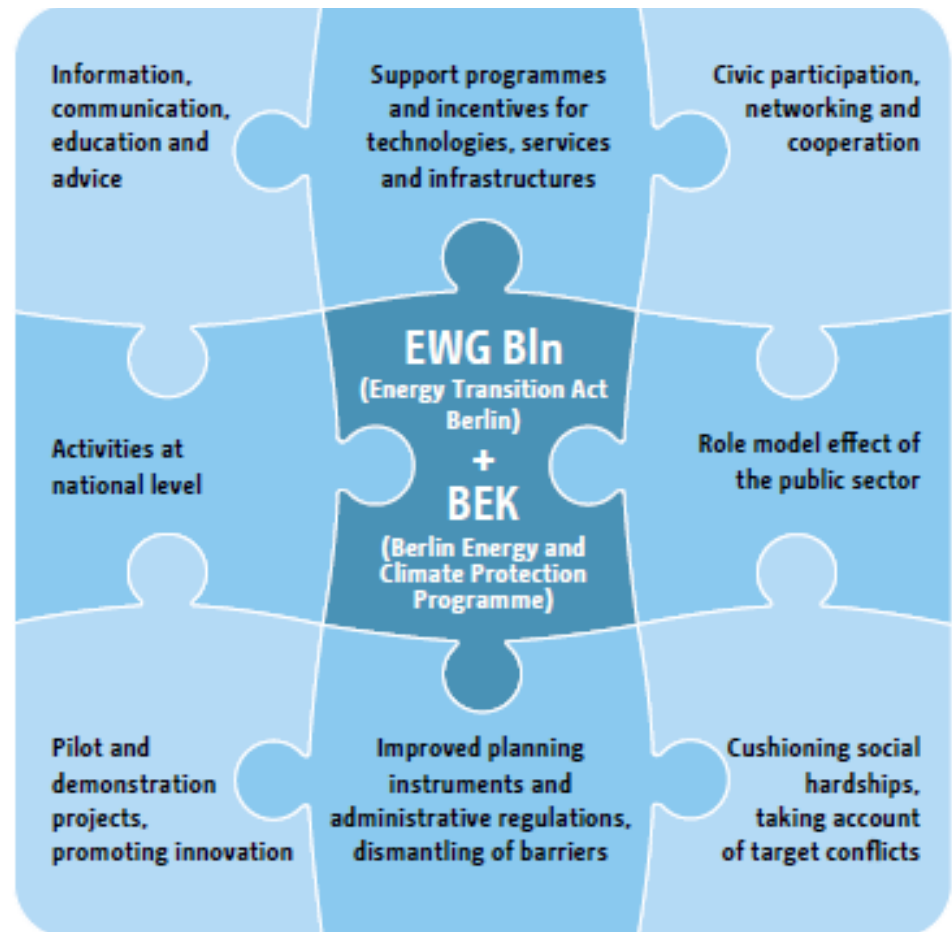 Information,
communication,
education and
advice
Support programmes
and incentives for
technologies, services
and infrastructures
Civic participation,
networking and
cooperation
Activities at
national level
EWG Bln
(Energy Transition Act
Berlin)
+
BEK
(Berlin Energy and
Climate Protection
Programme)
Role model effect of
the public sector
Pilot and
demonstration
projects,
promoting innovation
Improved planning
instruments and
administrative regulations,
dismantling of barriers
Cushioning social
hardships,
taking account
of target conflicts